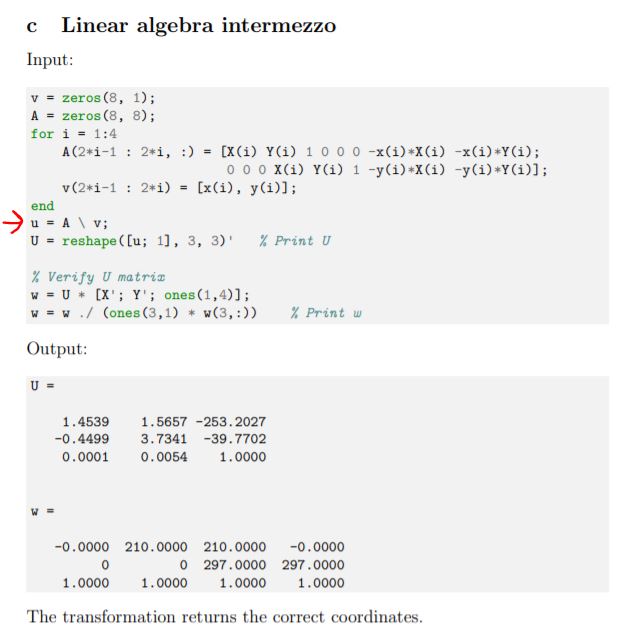 c Linear algebra intermezzo
Input:
v = zeros(8, 1);
A = zeros(8, 8);
for i = 1:4
A(2*i-1 : 2*i, :) = [X(i) Y(i) 1 0 0 0 -x(i)*X(i) -x(i)*Y(i);
0 0 0 X(i) Y(i) 1 -y(i)*X(i) -y(i)*Y(i)];
v(2*i-1 : 2*i) = [x(i), y(i)];
end
u = A \ v;
U = reshape([u; 1], 3, 3)' % Print U
% Verify U matrix
w = U * [X'; Y'; ones(1,4)];
w = w ./ (ones(3,1) * w(3,:)) % Print w
Output:
U =
1.4539 1.5657 -253.2027
-0.4499 3.7341 -39.7702
0.0001 0.0054 1.0000
w =
-0.0000 210.0000 210.0000 -0.0000
0 0 297.0000 297.0000
1.0000 1.0000 1.0000 1.0000
The transformation returns the correct coordinates.